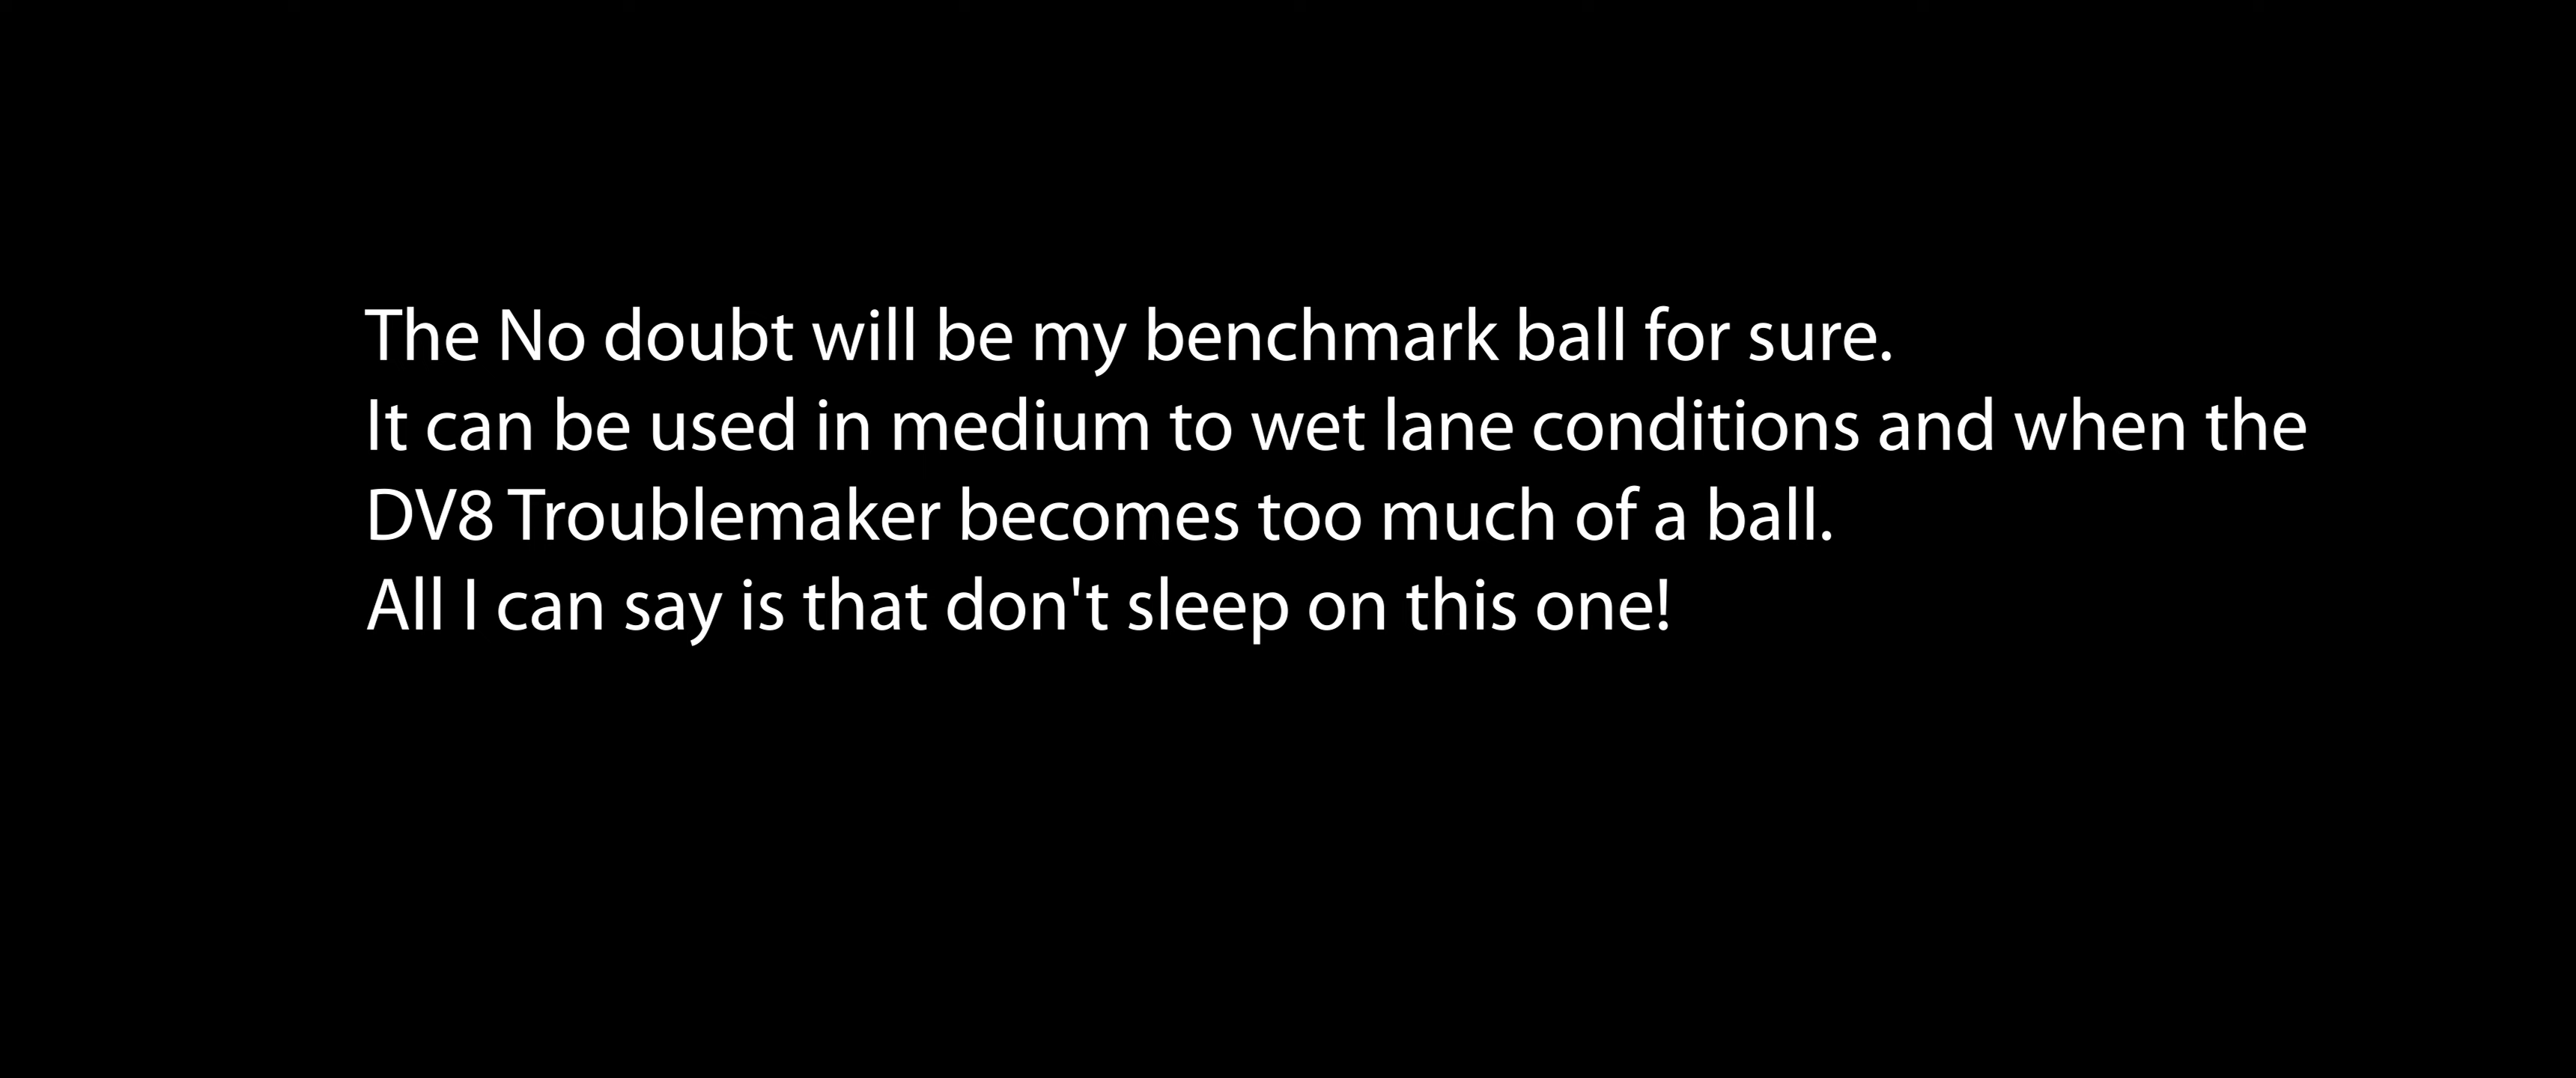 The No doubt will be my benchmark ball for sure.
It can be used in medium to wet lane conditions and when the
DV8 Troublemaker becomes too much of a ball.
All I can say is that don't sleep on this one!